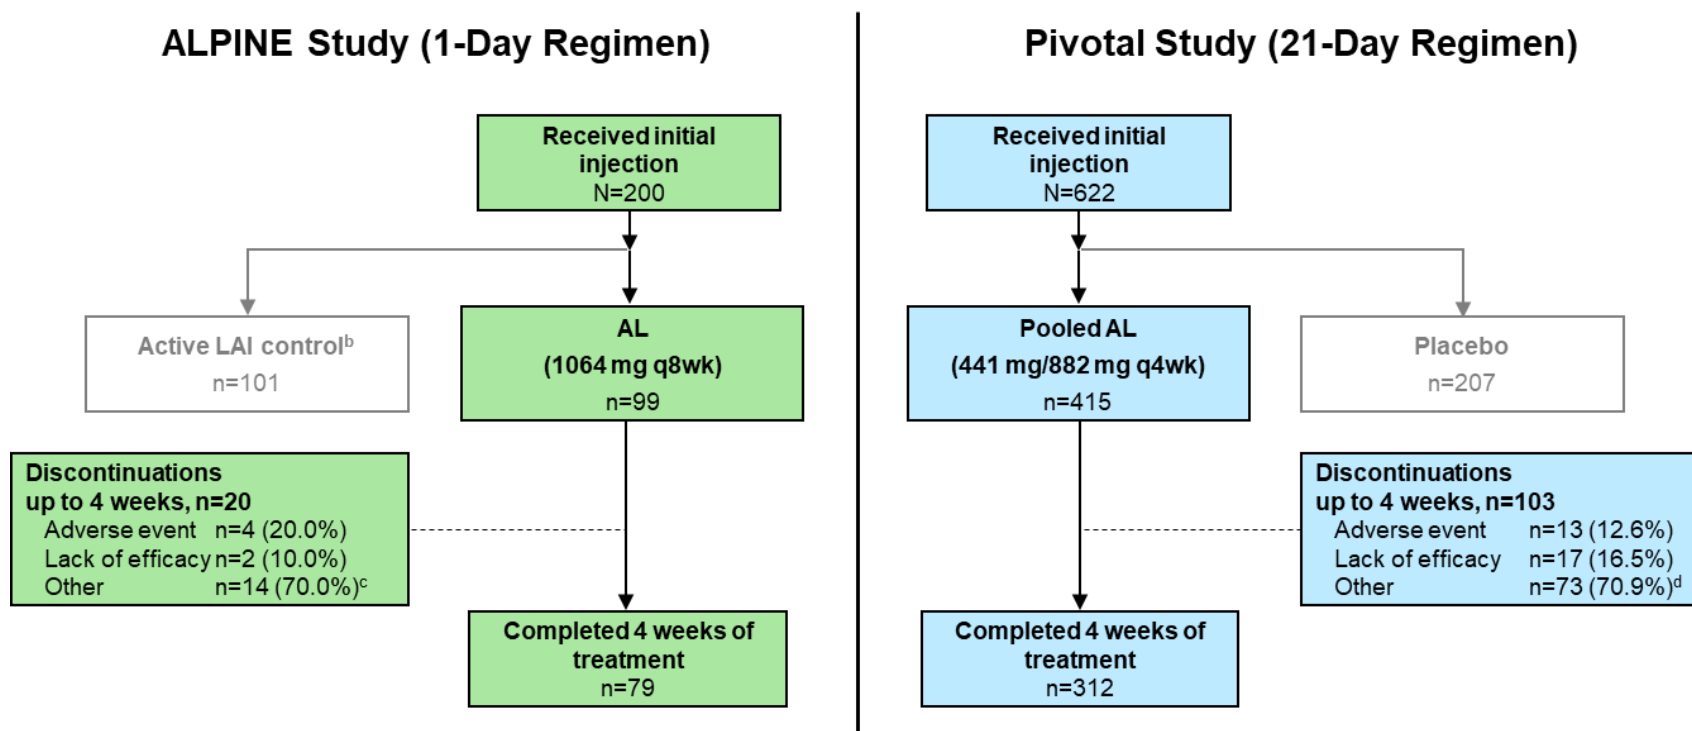 ALPINE Study (1-Day Regimen)
Received initial
injection
N=200
Active LAI controlᵇ
n=101
AL
(1064 mg q8wk)
n=99
Discontinuations
up to 4 weeks, n=20
Adverse event n=4 (20.0%)
Lack of efficacy n=2 (10.0%)
Other n=14 (70.0%)ᶜ
Completed 4 weeks of
treatment
n=79
Pivotal Study (21-Day Regimen)
Received initial
injection
N=622
Pooled AL
(441 mg/882 mg q4wk)
n=415
Placebo
n=207
Discontinuations
up to 4 weeks, n=103
Adverse event n=13 (12.6%)
Lack of efficacy n=17 (16.5%)
Other n=73 (70.9%)ᵈ
Completed 4 weeks of
treatment
n=312